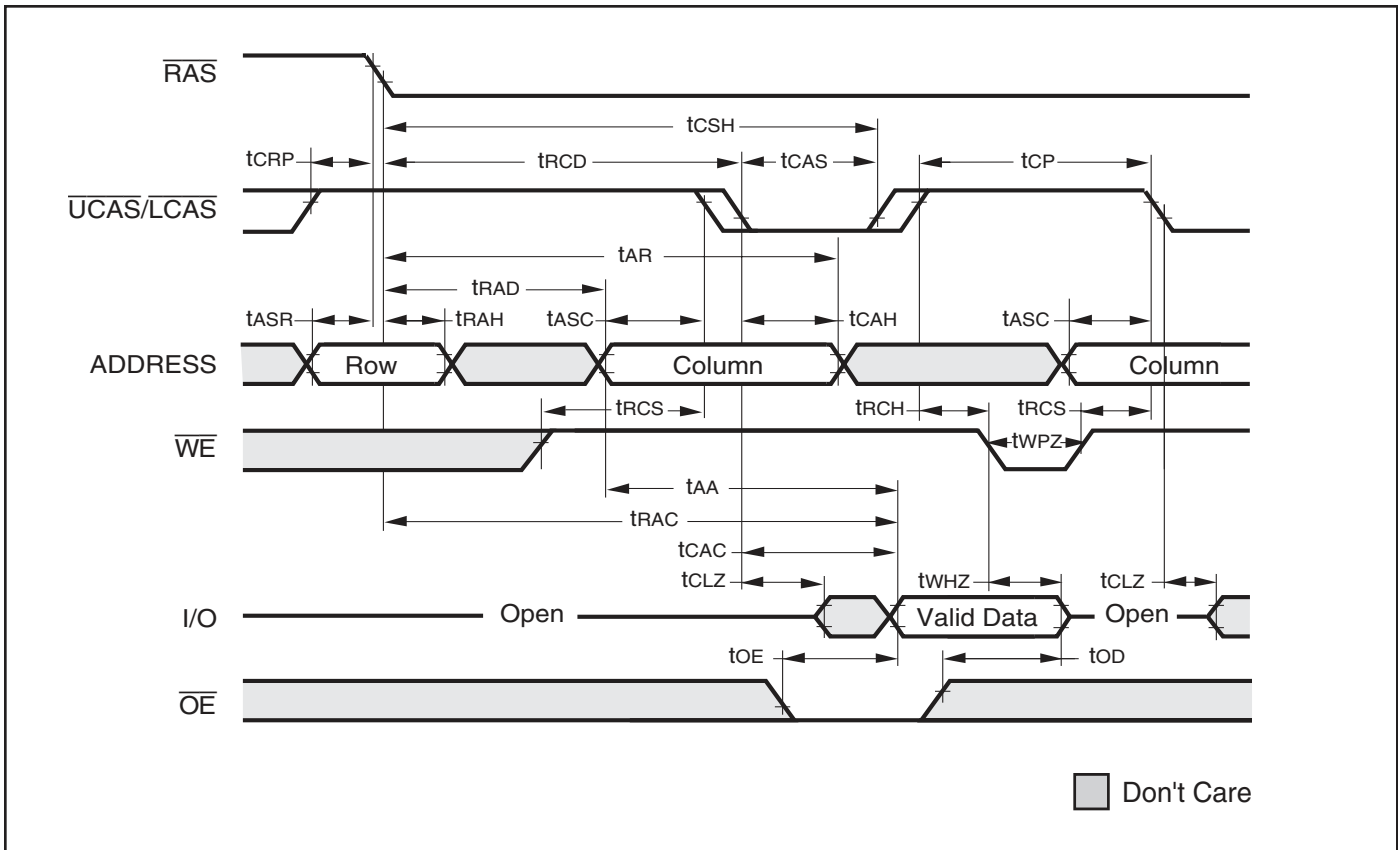 RAS
tCSH
tCRP
tRCD
tCAS
tCP
UCAS/LCAS
tAR
tRAD
tASR
tRAH
tASC
tCAH
tASC
ADDRESS
Row
Column
Column
tRCS
tRCH
tRCS
WE
tWPZ
tAA
tRAC
tCAC
tCLZ
tWHZ
tCLZ
I/O
Open
Valid Data
Open
tOE
tOD
OE
Don't Care